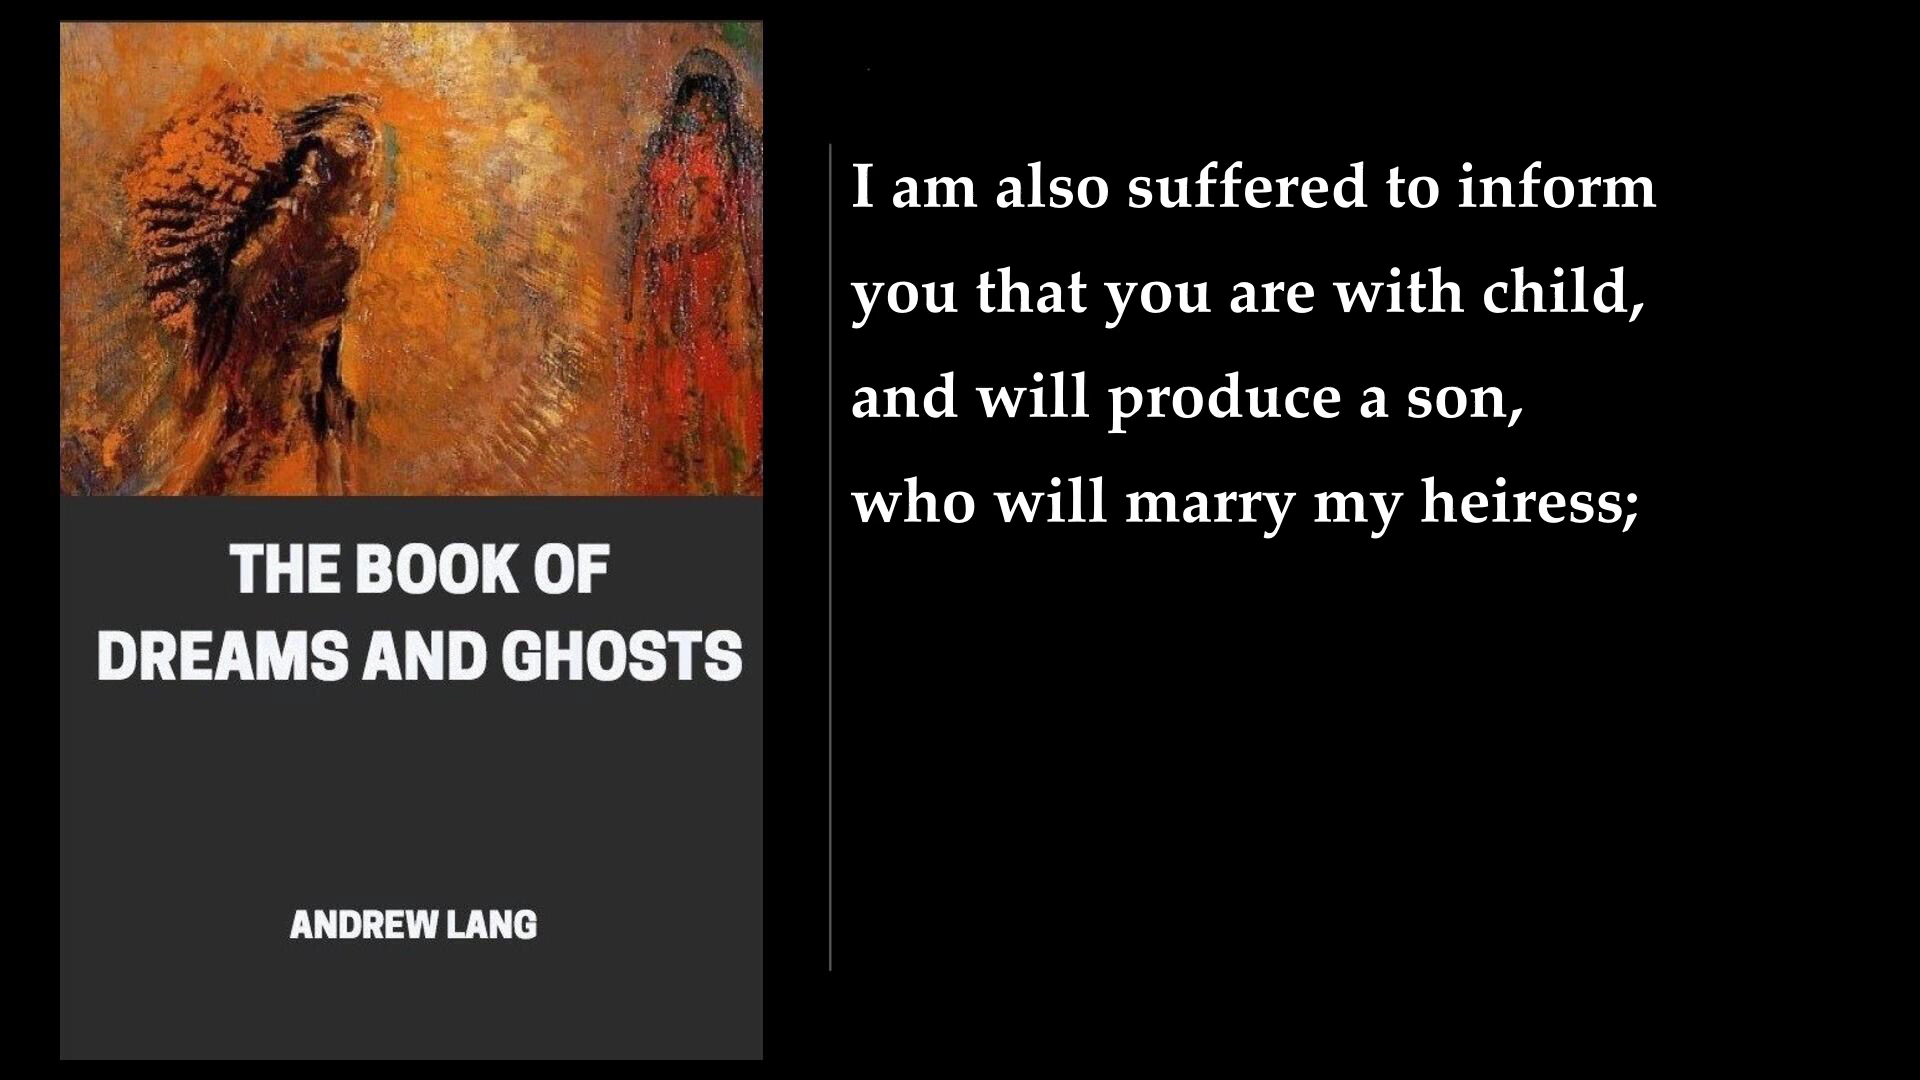 THE BOOK OF
DREAMS AND GHOSTS
ANDREW LANG
I am also suffered to inform
you that you are with child,
and will produce a son,
who will marry my heiress;